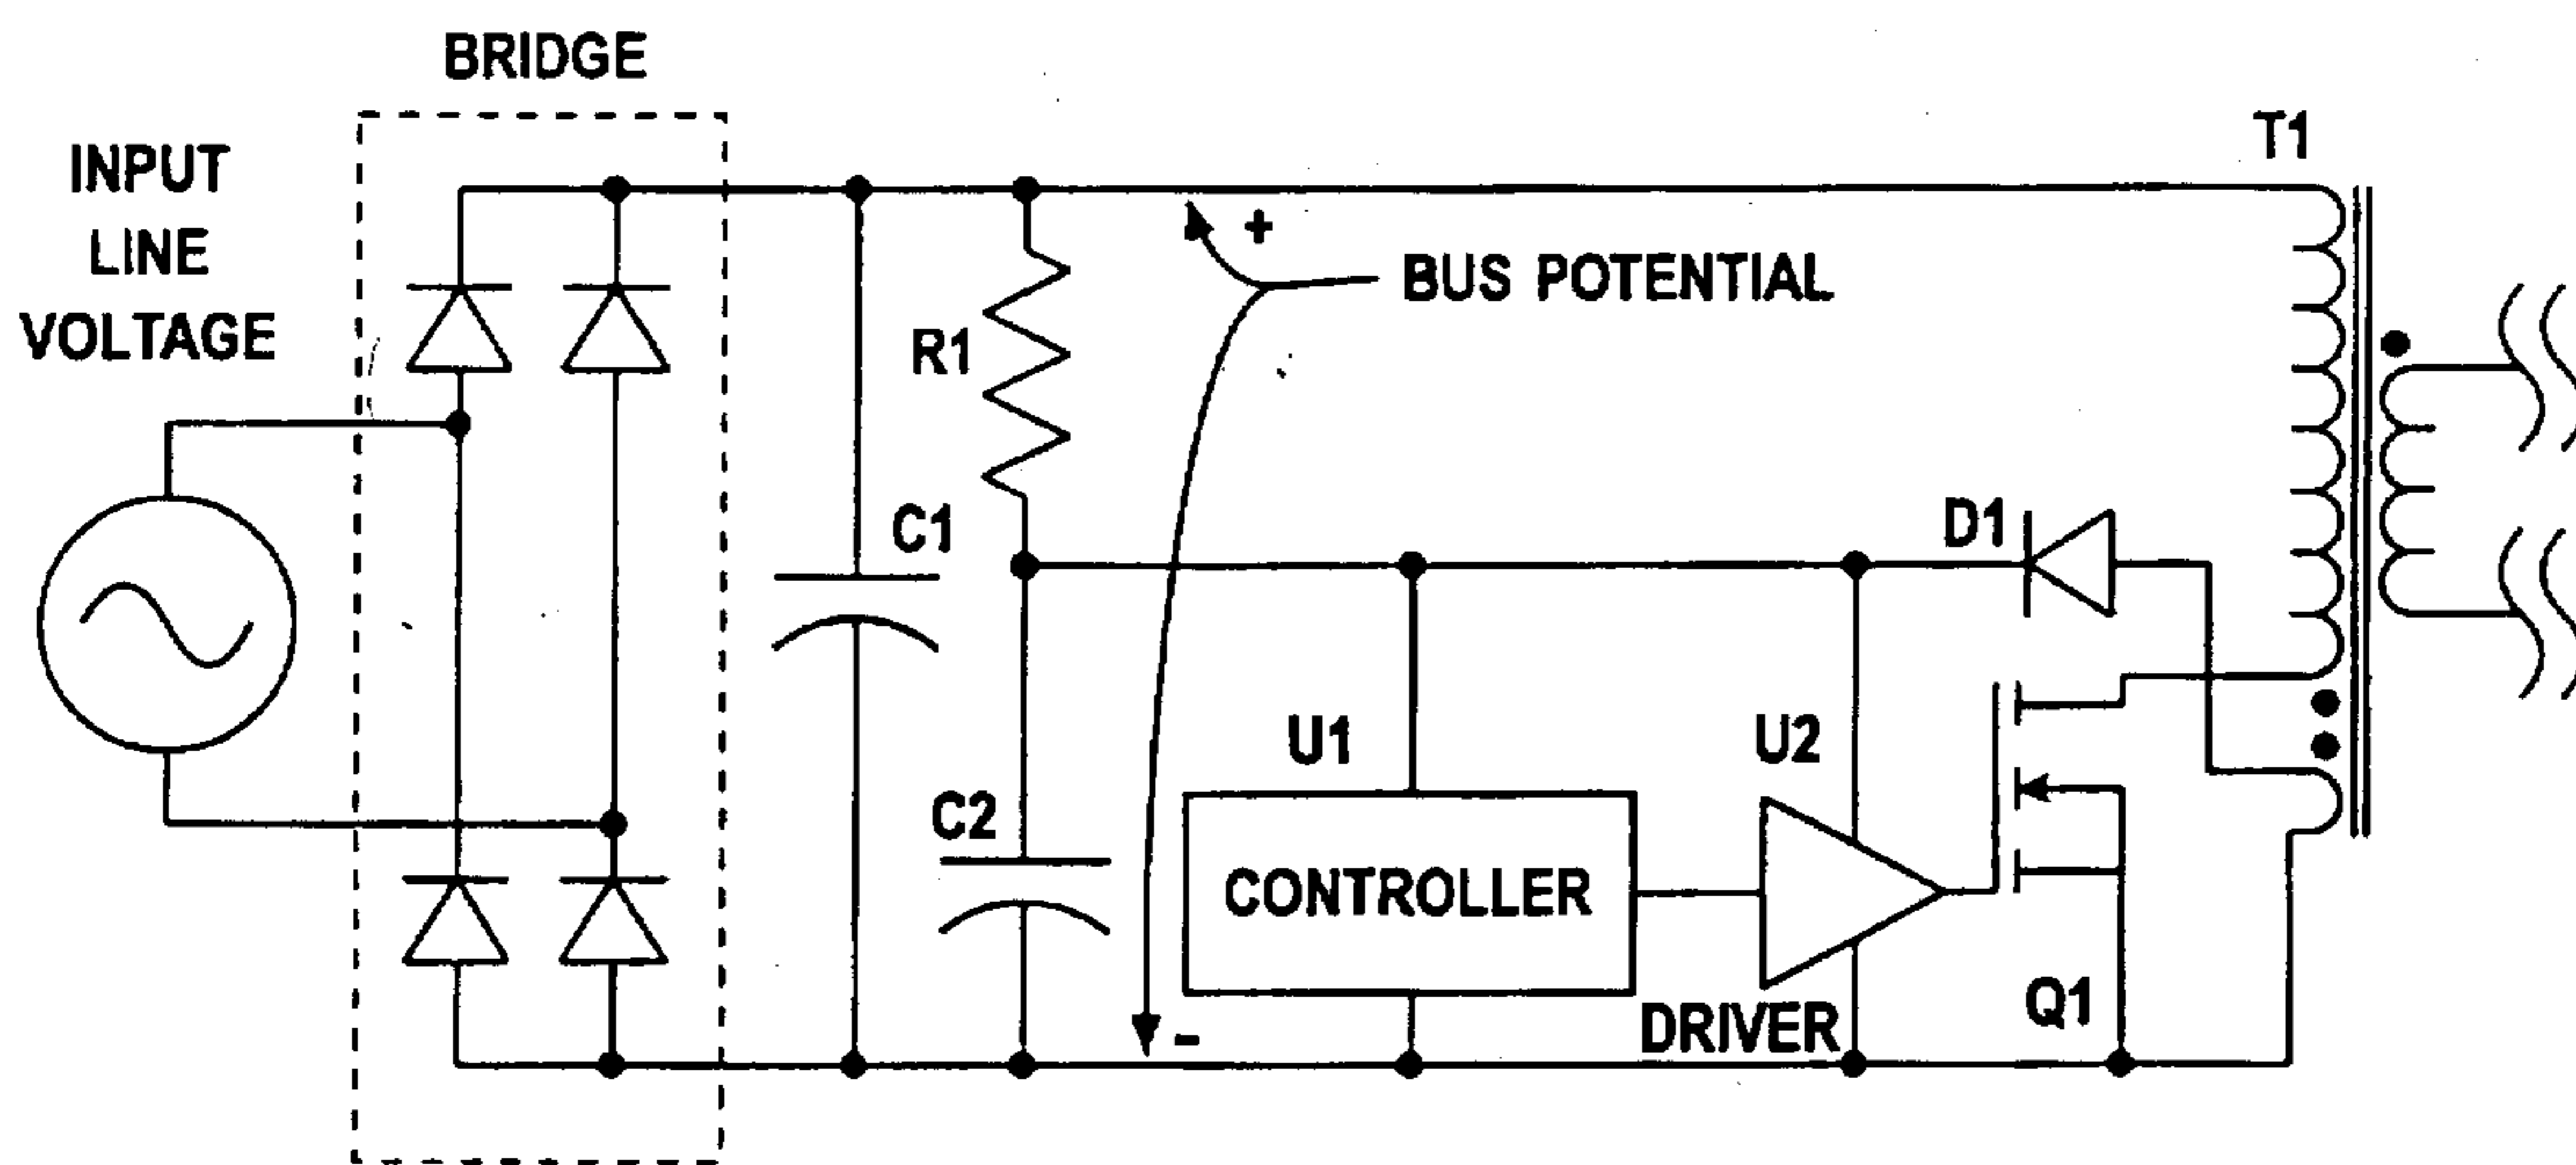 BRIDGE
INPUT
LINE
VOLTAGE
T1
+
BUS POTENTIAL
R1
C1
D1
U1
U2
C2
CONTROLLER
DRIVER
Q1
-